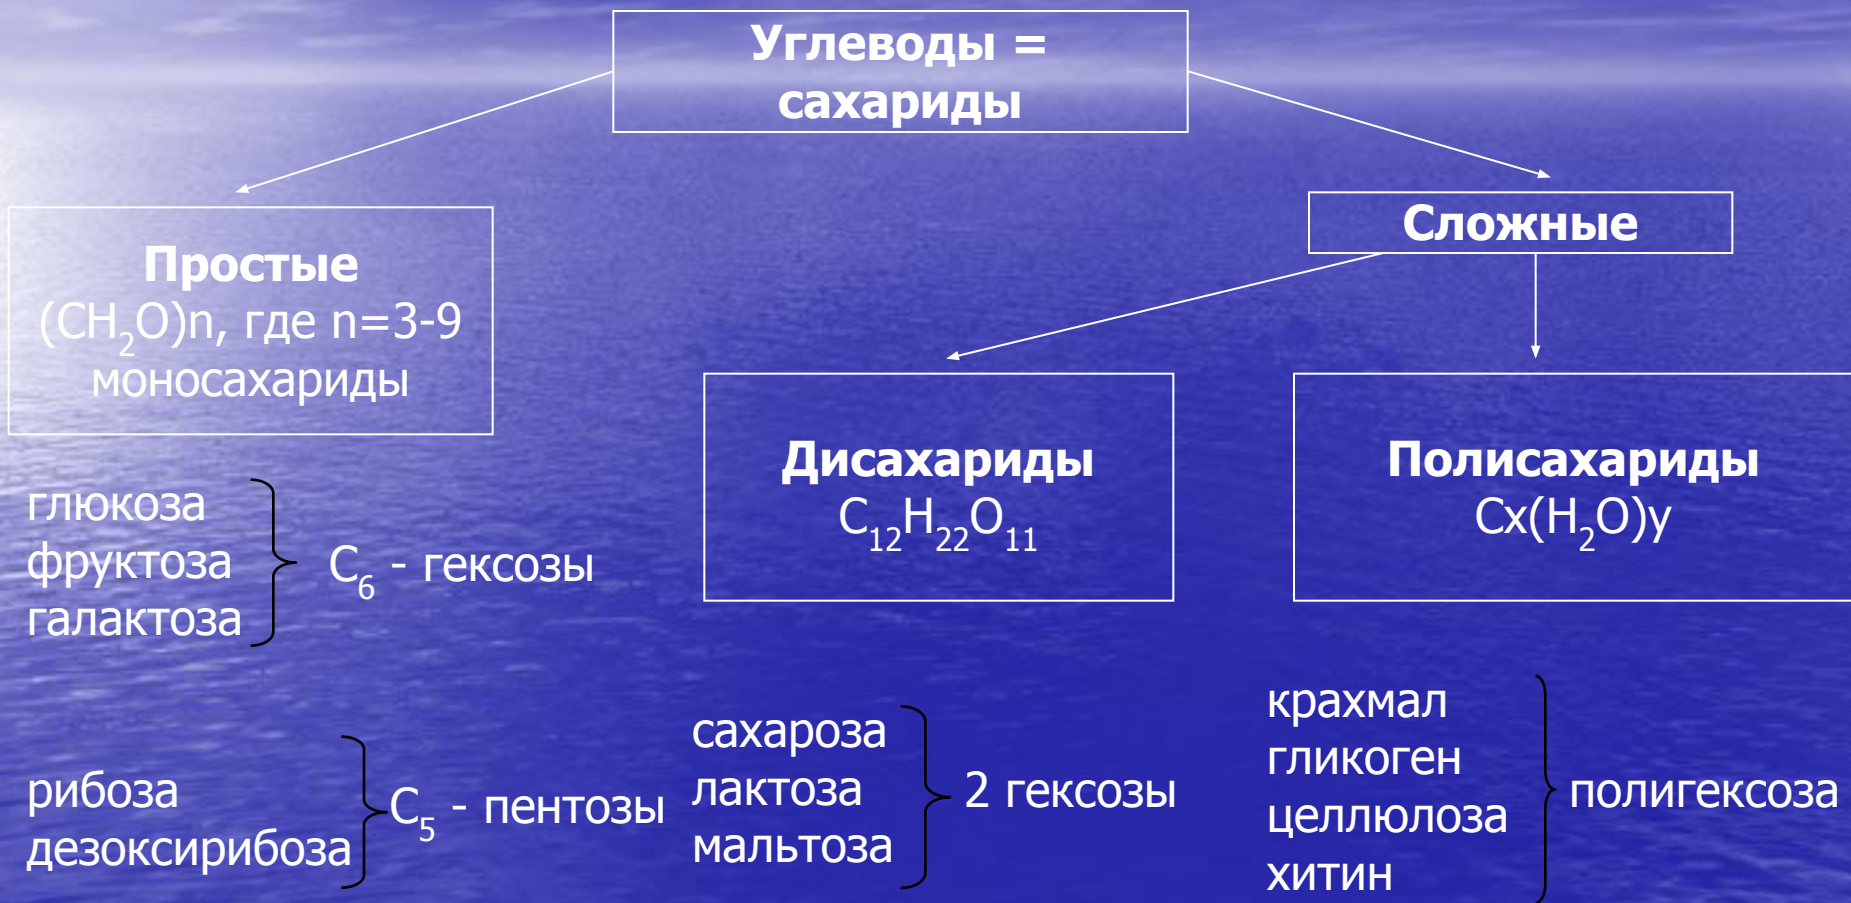 Углеводы =
сахариды
Простые
(CH₂O)n, где n=3-9
моносахариды
Сложные
Дисахариды
C₁₂H₂₂O₁₁
Полисахариды
Cx(H₂O)y
глюкоза
фруктоза
галактоза
C₆ - гексозы
рибоза
дезоксирибоза
C₅ - пентозы
сахароза
лактоза
мальтоза
2 гексозы
крахмал
гликоген
целлюлоза
хитин
полигексоза